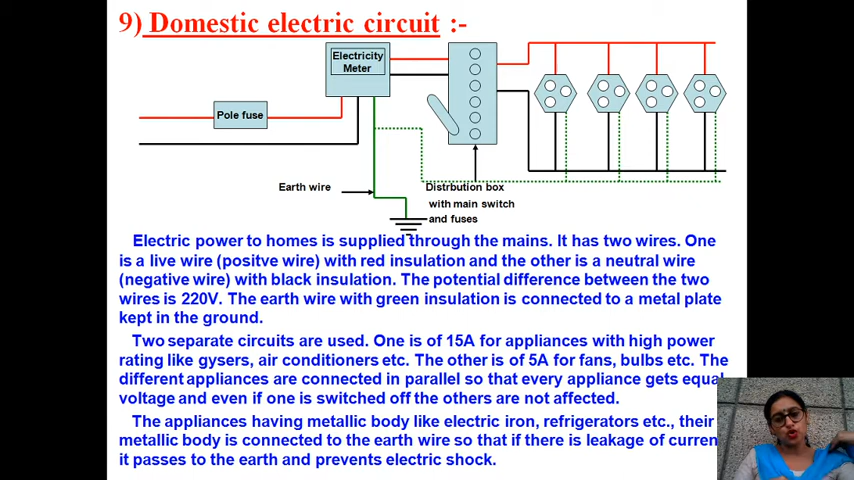 9) Domestic electric circuit :-
Electricity
Meter
Pole fuse
Earth wire
Distrbution box
with main switch
and fuses
Electric power to homes is supplied through the mains. It has two wires. One
is a live wire (positve wire) with red insulation and the other is a neutral wire
(negative wire) with black insulation. The potential difference between the two
wires is 220V. The earth wire with green insulation is connected to a metal plate
kept in the ground.
Two separate circuits are used. One is of 15A for appliances with high power
rating like gysers, air conditioners etc. The other is of 5A for fans, bulbs etc. The
different appliances are connected in parallel so that every appliance gets equal
voltage and even if one is switched off the others are not affected.
The appliances having metallic body like electric iron, refrigerators etc., their
metallic body is connected to the earth wire so that if there is leakage of curren
it passes to the earth and prevents electric shock.